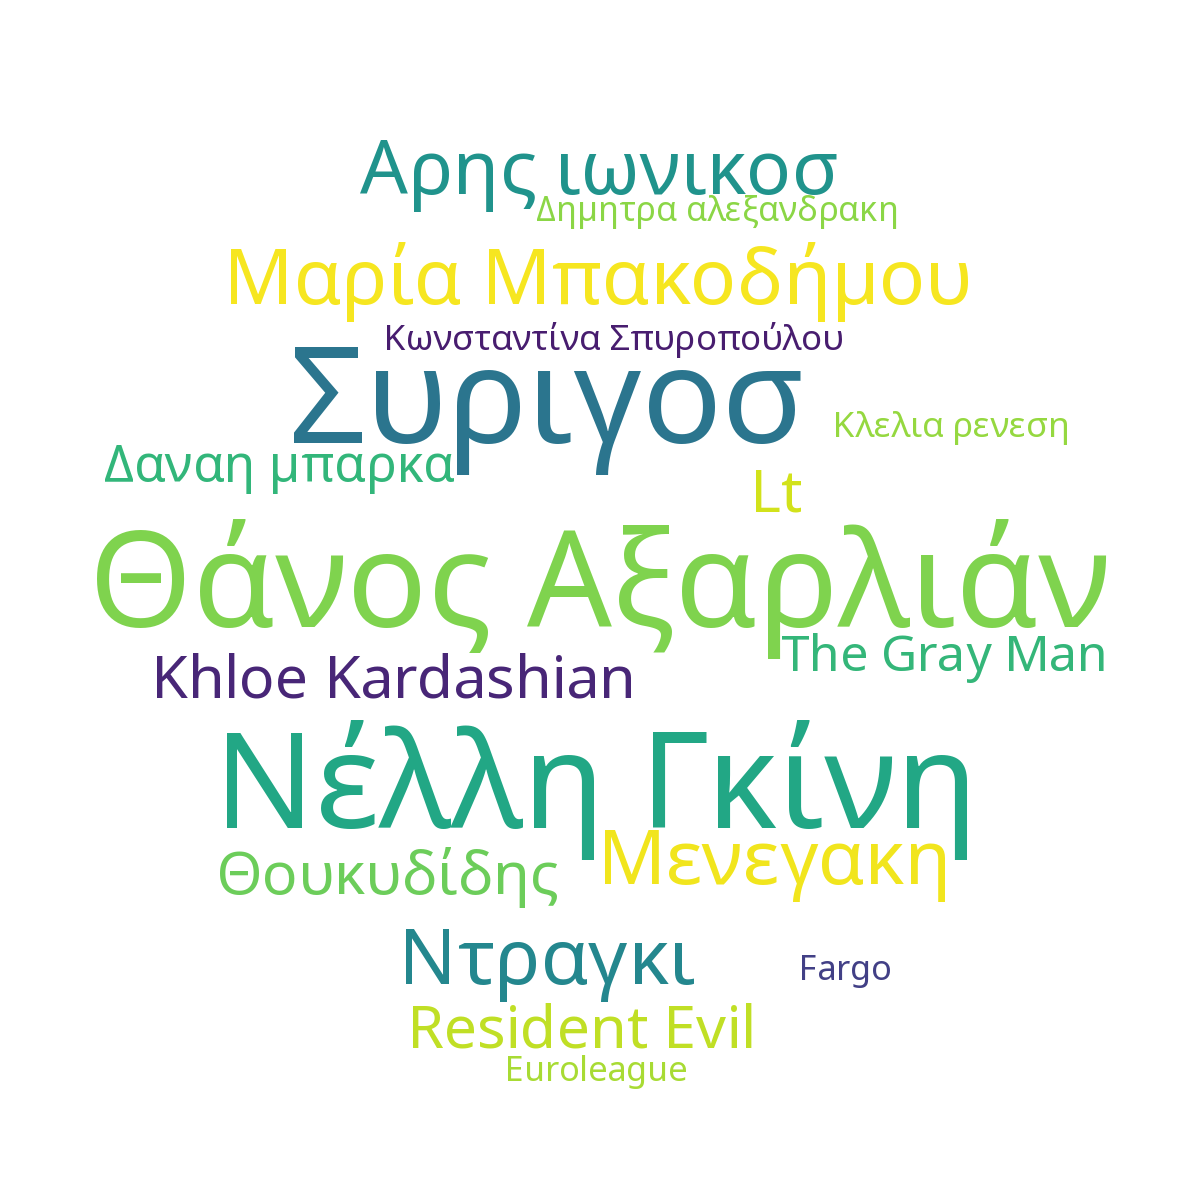 Αρης ιωνικοσ
Δημητρα αλεξανδρακη
Μαρία Μπακοδήμου
Κωνσταντίνα Σπυροπούλου
Συριγοσ
Κλελια ρενεση
Δαναη μπαρκα
Lt
Θάνος Αξαρλιάν
The Gray Man
Khloe Kardashian
Νέλλη Γκίνη
Μενεγακη
Θουκυδίδης
Ντραγκι
Fargo
Resident Evil
Euroleague